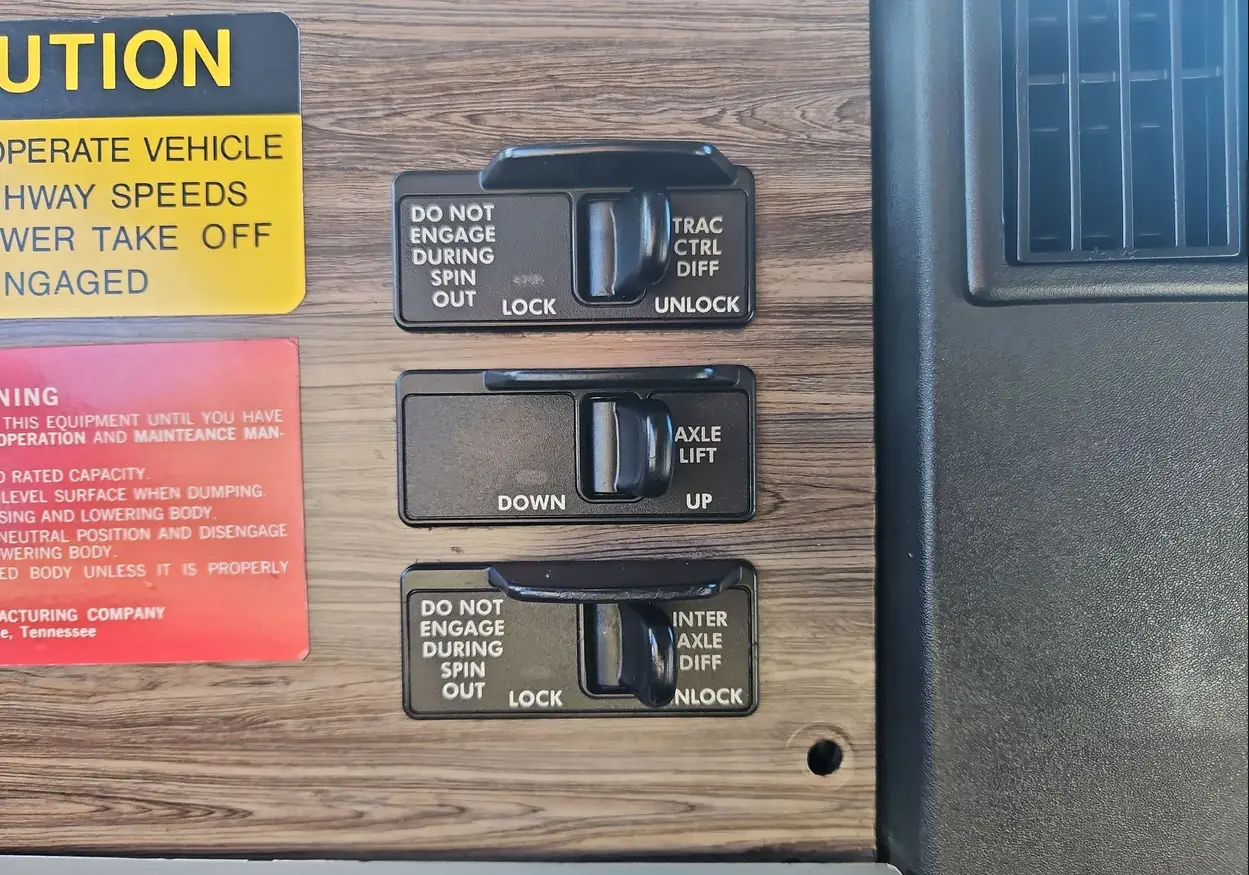 UTION
OPERATE VEHICLE
HWAY SPEEDS
WER TAKE OFF
NGAGED
NING
THIS EQUIPMENT UNTIL YOU HAVE
OPERATION AND MAINTEANCE MAN-
RATED CAPACITY.
LEVEL SURFACE WHEN DUMPING.
SING AND LOWERING BODY.
NEUTRAL POSITION AND DISENGAGE
WERING BODY.
ED BODY UNLESS IT IS PROPERLY
ACTURING COMPANY
e, Tennessee
DO NOT
ENGAGE
DURING
SPIN
OUT
LOCK
TRAC
CTRL
DIFF
UNLOCK
DOWN
AXLE
LIFT
UP
DO NOT
ENGAGE
DURING
SPIN
OUT
LOCK
INTER
AXLE
DIFF
NLOCK